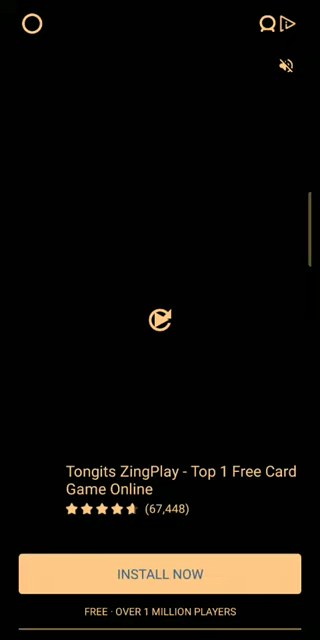 Tongits ZingPlay - Top 1 Free Card
Game Online
(67,448)
INSTALL NOW
FREE · OVER 1 MILLION PLAYERS